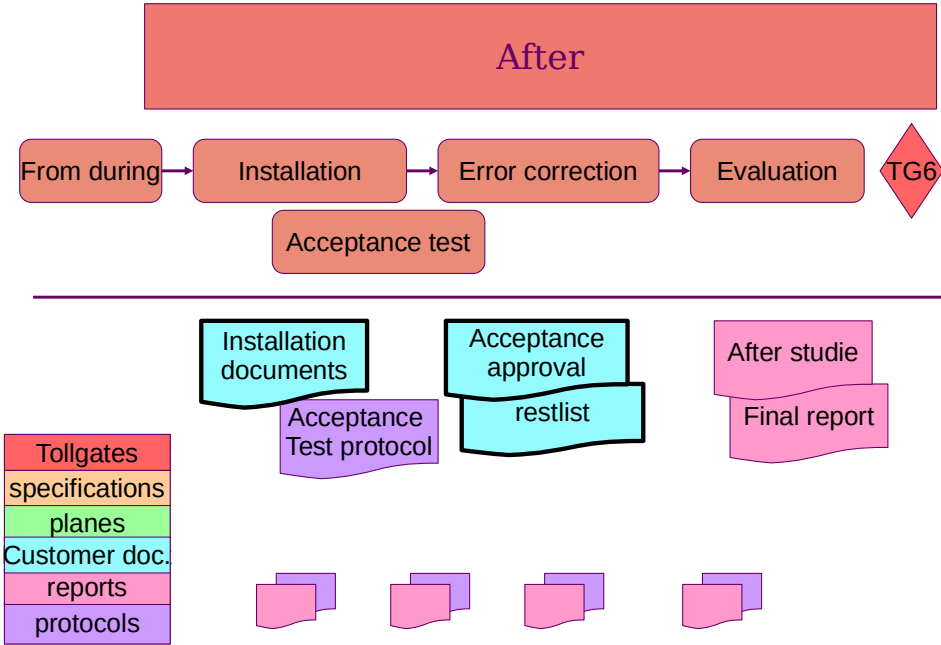 After
From during
Installation
Error correction
Evaluation
TG6
Acceptance test
Installation
documents
Acceptance
approval
After studie
restlist
Final report
Acceptance
Test protocol
Tollgates
specifications
planes
Customer doc.
reports
protocols